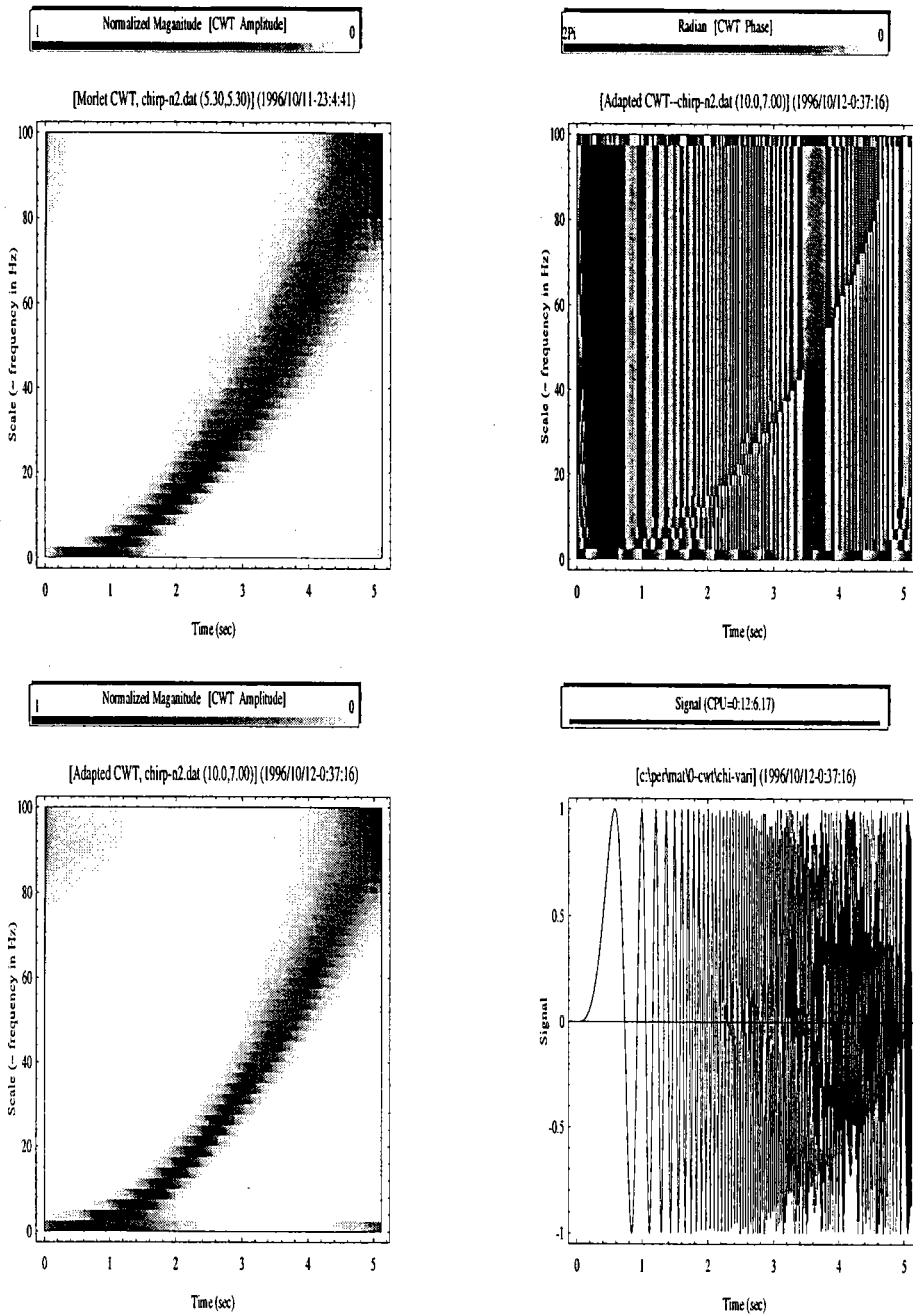 1 Normalized Maganitude [CWT Amplitude] 0
[Morlet CWT, chirp-n2.dat (5.30,5.30)] (1996/10/11-23:4:41)
100
80
60
40
20
0
Scale (~ frequency in Hz)
0 1 2 3 4 5
Time (sec)
2Pi Radian [CWT Phase] 0
[Adapted CWT--chirp-n2.dat (10.0,7.00)] (1996/10/12-0:37:16)
100
80
60
40
20
0
Scale (~ frequency in Hz)
0 1 2 3 4 5
Time (sec)
1 Normalized Maganitude [CWT Amplitude] 0
[Adapted CWT, chirp-n2.dat (10.0,7.00)] (1996/10/12-0:37:16)
100
80
60
40
20
0
Scale (~ frequency in Hz)
0 1 2 3 4 5
Time (sec)
Signal (CPU=0:12:6.17)
[c:\per\mat\0-cwt\chi-vari] (1996/10/12-0:37:16)
1
0.5
0
-0.5
-1
Signal
0 1 2 3 4 5
Time (sec)